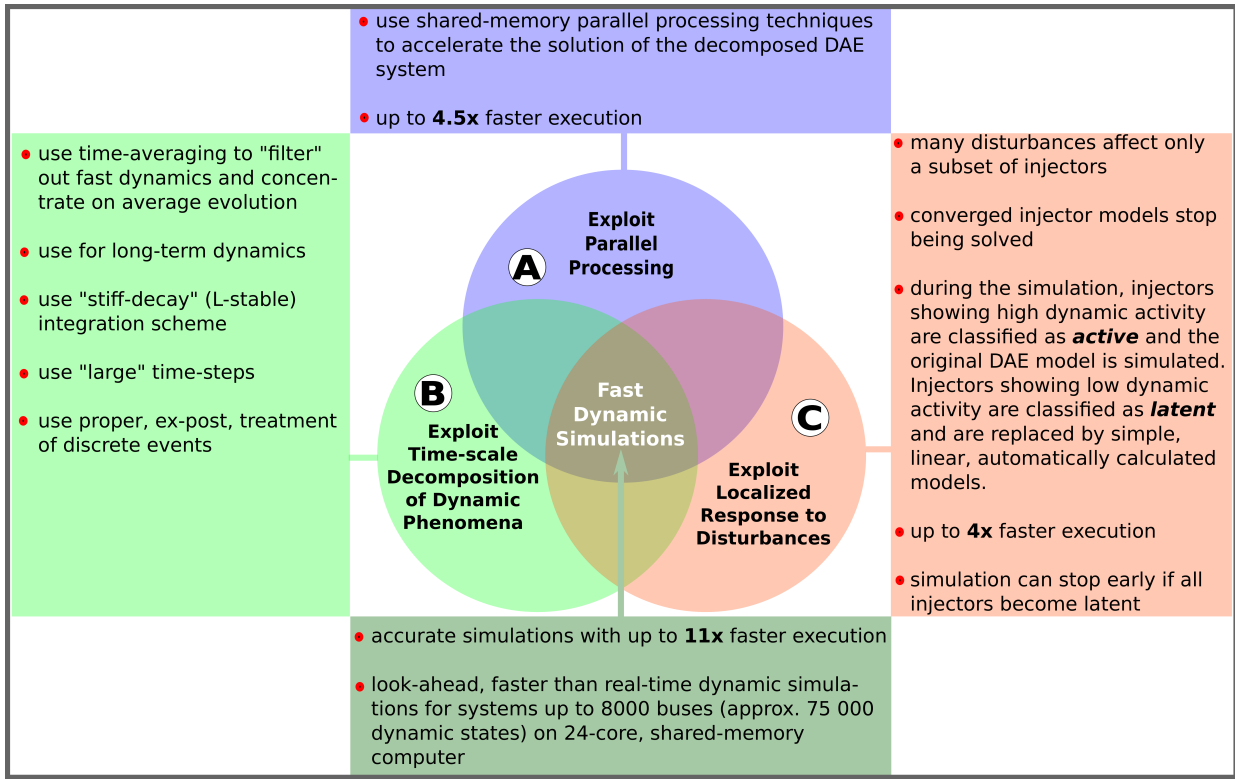 use shared-memory parallel processing techniques
to accelerate the solution of the decomposed DAE
system
up to 4.5x faster execution
use time-averaging to "filter"
out fast dynamics and concen-
trate on average evolution
use for long-term dynamics
use "stiff-decay" (L-stable)
integration scheme
use "large" time-steps
use proper, ex-post, treatment
of discrete events
A
Exploit
Parallel
Processing
B
Exploit
Time-scale
Decomposition
of Dynamic
Phenomena
Fast
Dynamic
Simulations
C
Exploit
Localized
Response to
Disturbances
many disturbances affect only
a subset of injectors
converged injector models stop
being solved
during the simulation, injectors
showing high dynamic activity
are classified as active and the
original DAE model is simulated.
Injectors showing low dynamic
activity are classified as latent
and are replaced by simple,
linear, automatically calculated
models.
up to 4x faster execution
simulation can stop early if all
injectors become latent
accurate simulations with up to 11x faster execution
look-ahead, faster than real-time dynamic simula-
tions for systems up to 8000 buses (approx. 75 000
dynamic states) on 24-core, shared-memory
computer